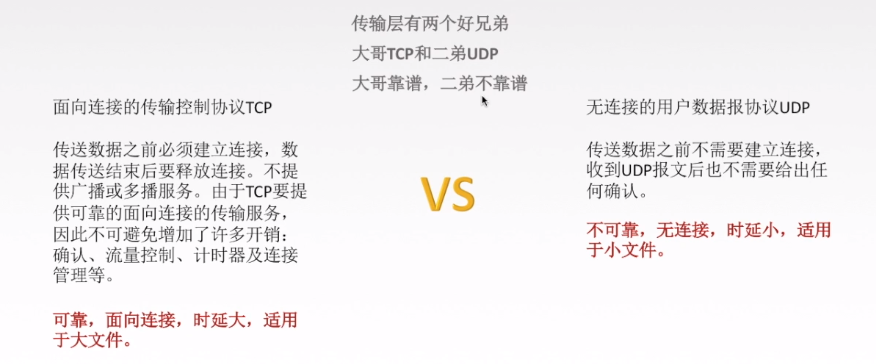 传输层有两个好兄弟
大哥TCP和二弟UDP
大哥靠谱，二弟不靠谱
面向连接的传输控制协议TCP
传送数据之前必须建立连接，数
据传送结束后要释放连接。不提
供广播或多播服务。由于TCP要提
供可靠的面向连接的传输服务，
因此不可避免增加了许多开销：
确认、流量控制、计时器及连接
管理等。
可靠，面向连接，时延大，适用
于大文件。
VS
无连接的用户数据报协议UDP
传送数据之前不需要建立连接，
收到UDP报文后也不需要给出任
何确认。
不可靠，无连接，时延小，适用
于小文件。